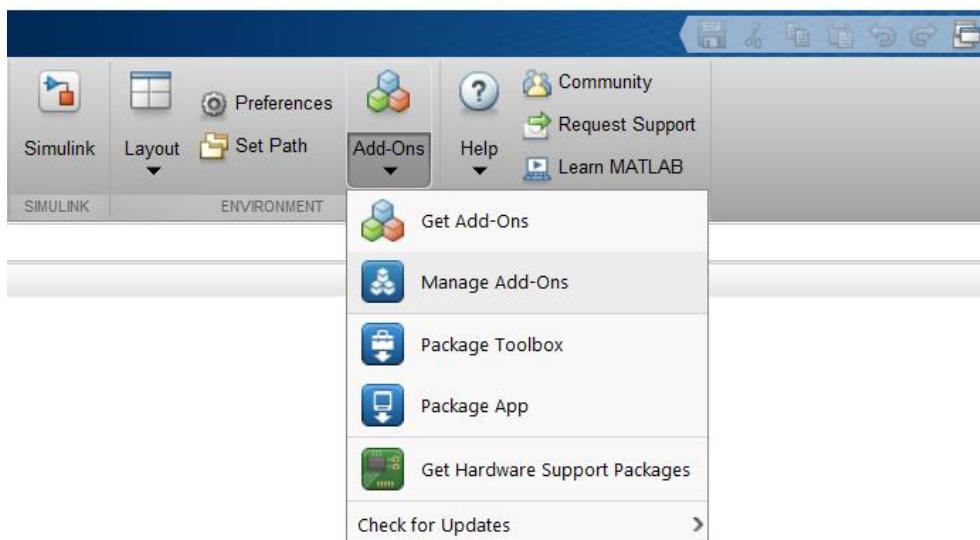 Simulink
Layout
Preferences
Set Path
Add-Ons
Help
Community
Request Support
Learn MATLAB
SIMULINK
ENVIRONMENT
Get Add-Ons
Manage Add-Ons
Package Toolbox
Package App
Get Hardware Support Packages
Check for Updates